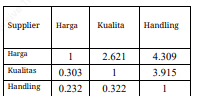 Supplier Harga Kualita Handling
Harga 1 2.621 4.309
Kualitas 0.303 1 3.915
Handling 0.232 0.322 1